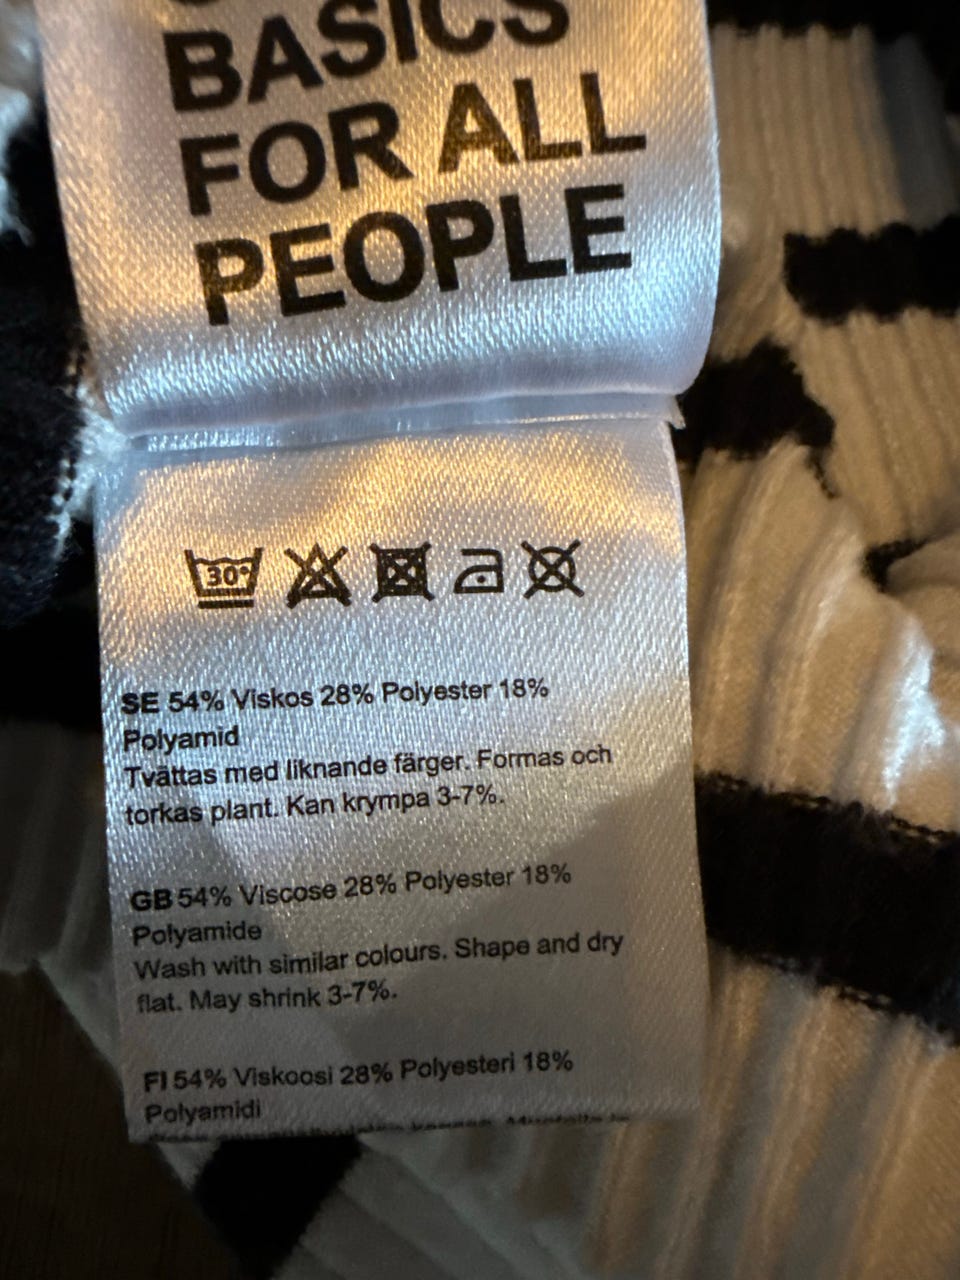 BASICS
FOR ALL
PEOPLE
30°
SE 54% Viskos 28% Polyester 18%
Polyamid
Tvättas med liknande färger. Formas och
torkas plant. Kan krympa 3-7%.
GB 54% Viscose 28% Polyester 18%
Polyamide
Wash with similar colours. Shape and dry
flat. May shrink 3-7%.
FI 54% Viskoosi 28% Polyesteri 18%
Polyamidi